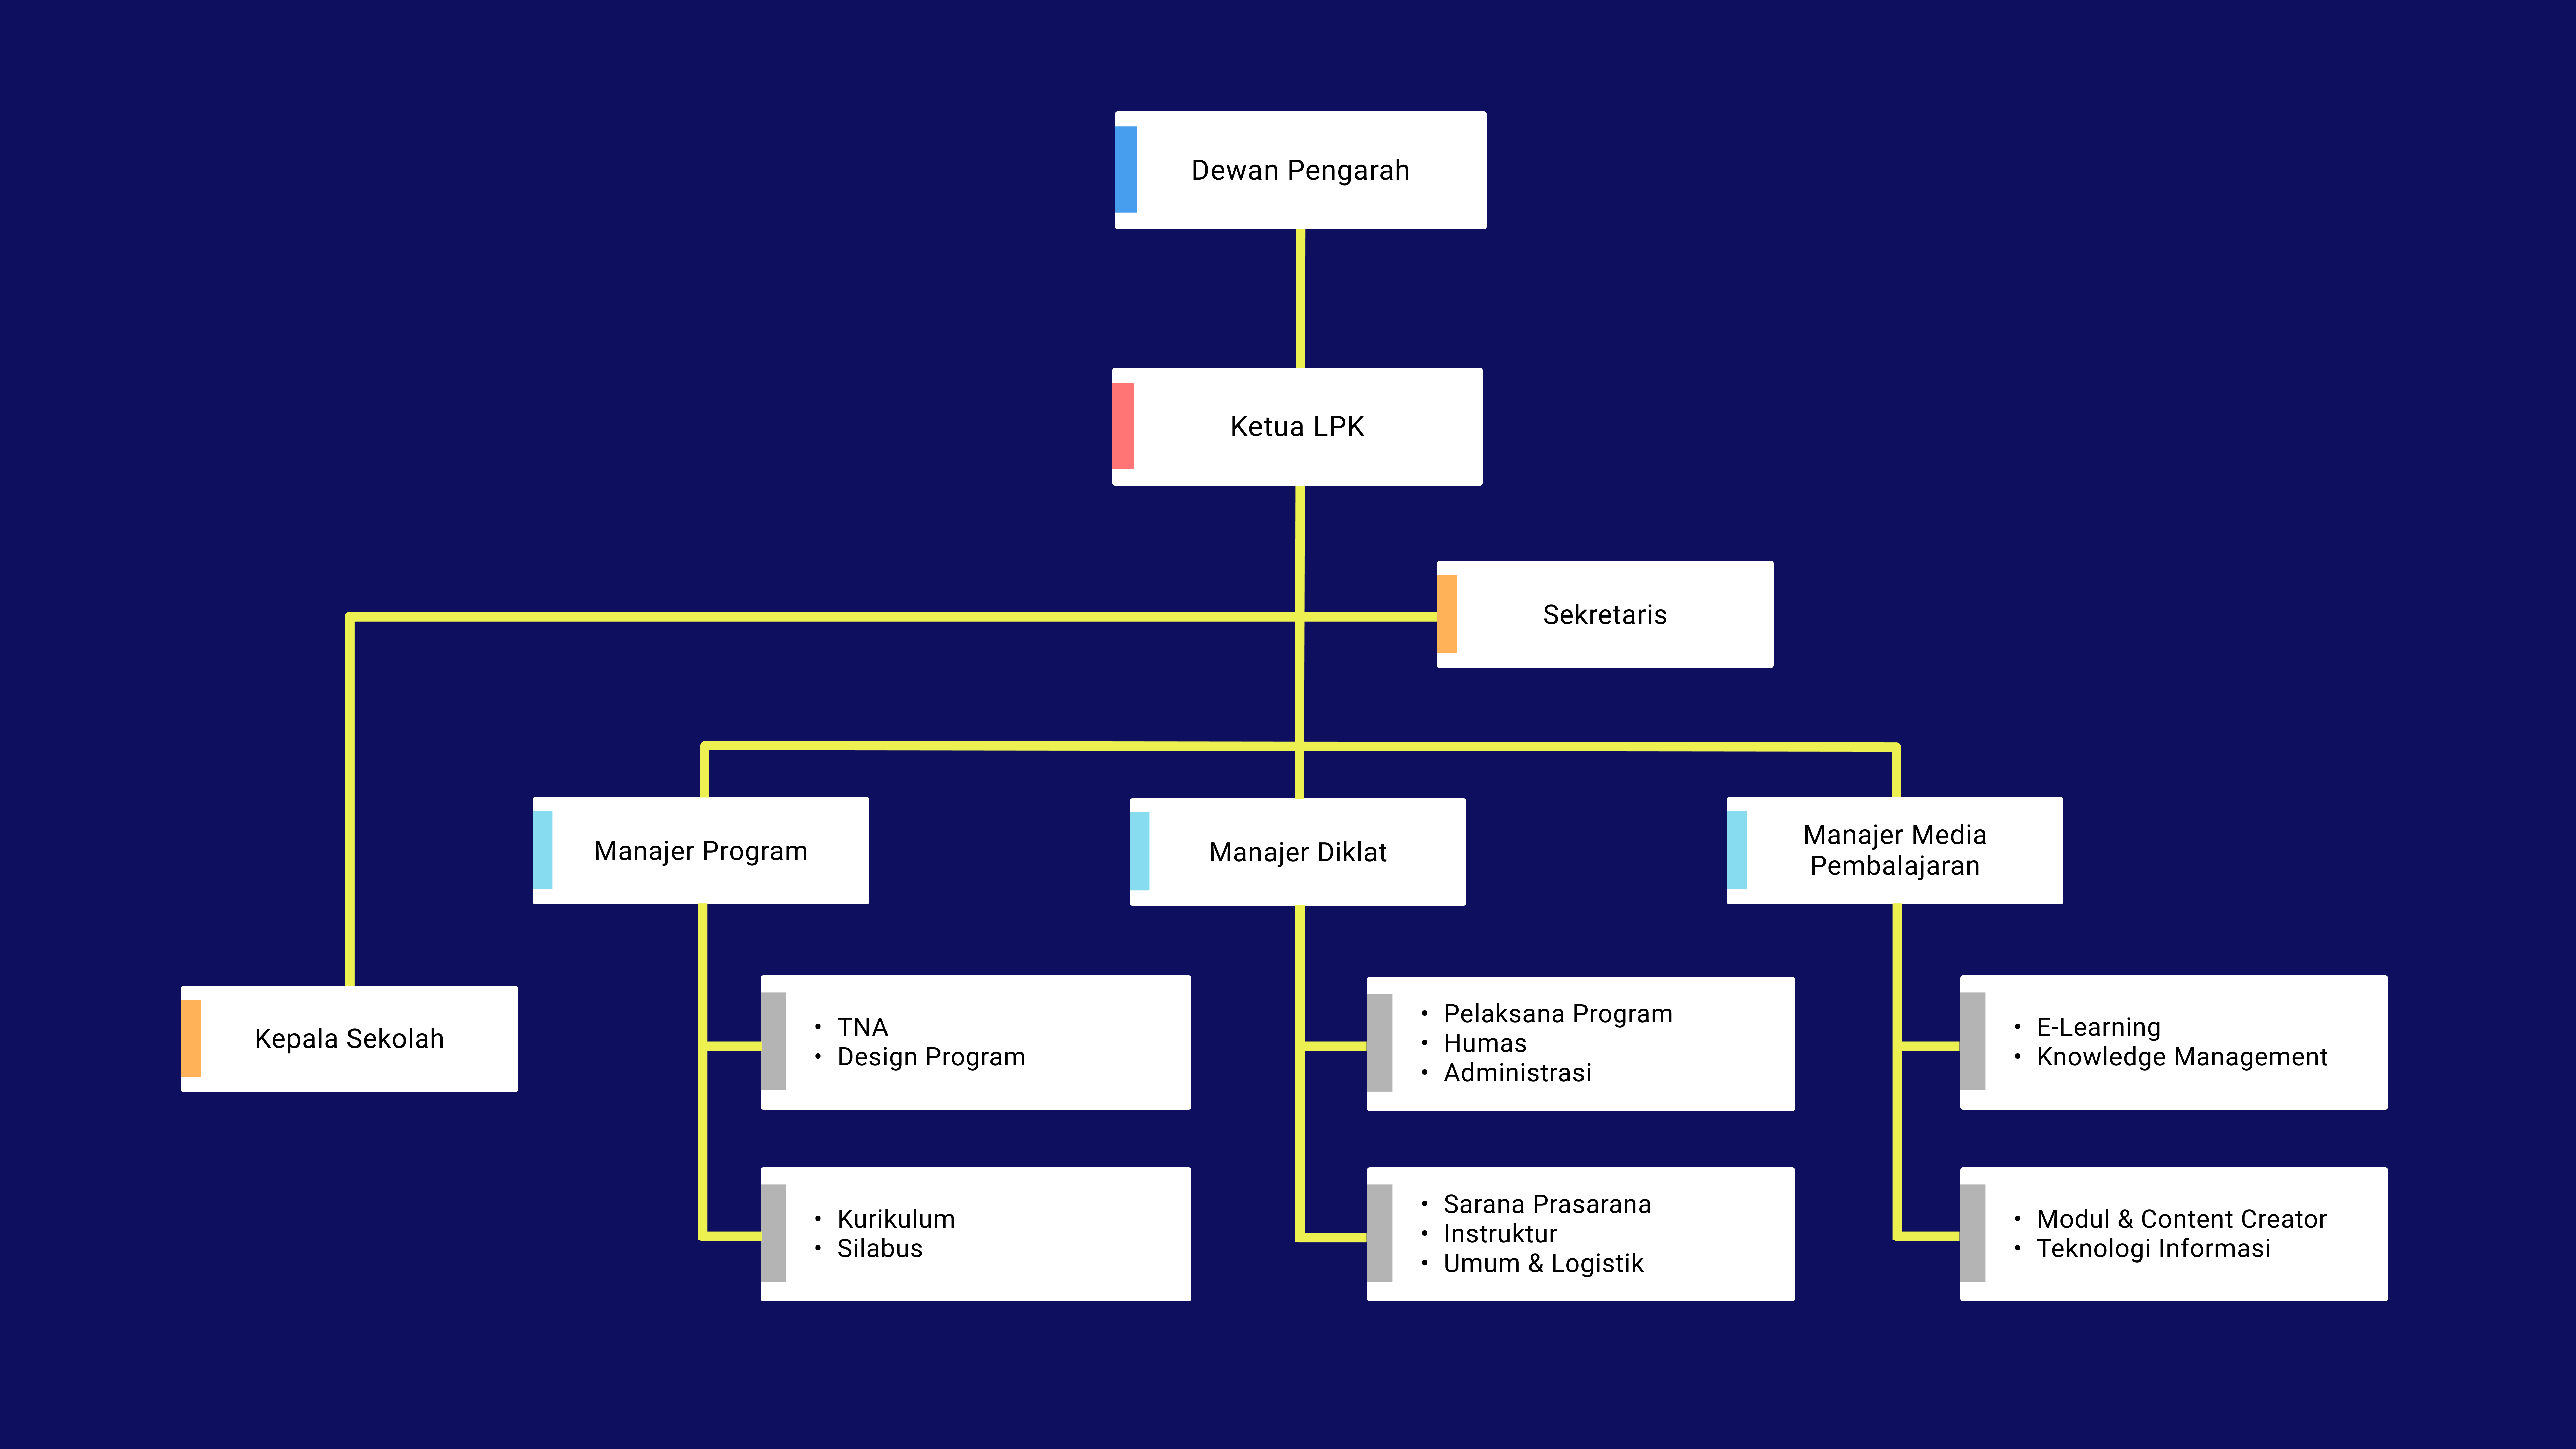 Dewan Pengarah
Ketua LPK
Sekretaris
Manajer Program
Manajer Diklat
Manajer Media
Pembalajaran
Kepala Sekolah
• TNA
• Design Program
• Pelaksana Program
• Humas
• Administrasi
• E-Learning
• Knowledge Management
• Kurikulum
• Silabus
• Sarana Prasarana
• Instruktur
• Umum & Logistik
• Modul & Content Creator
• Teknologi Informasi